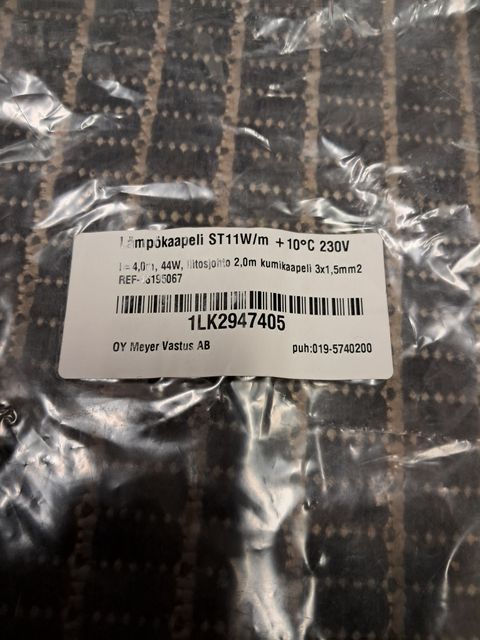 Lämpökaapeli ST11W/m +10°C 230V
l= 4,0m, 44W, liitosjohto 2,0m kumikaapeli 3x1,5mm2
1LK2947405
OY Meyer Vastus AB
puh:019-5740200